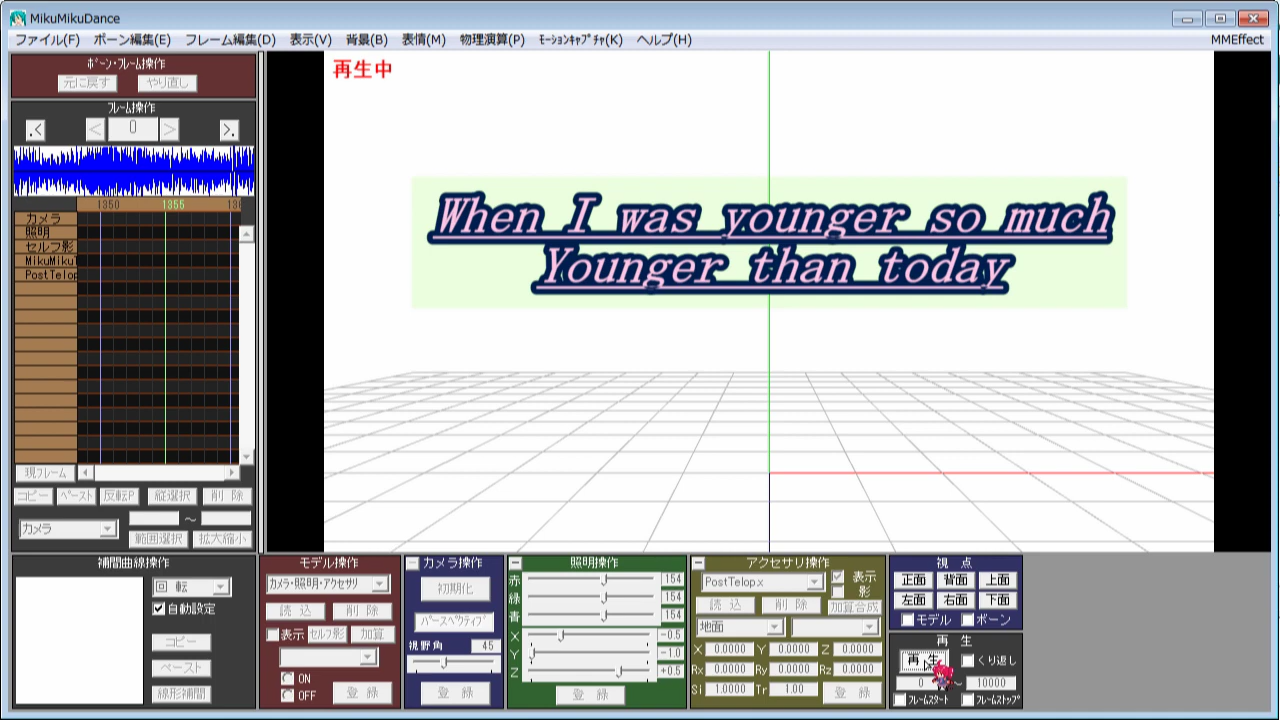 MikuMikuDance
ファイル(F) ボーン編集(E) フレーム編集(D) 表示(V) 背景(B) 表情(M) 物理演算(P) ﾓｰｼｮﾝｷｬﾌﾟﾁｬ(K) ヘルプ(H) MMEffect
ﾎﾞｰﾝ・ﾌﾚｰﾑ操作
元に戻す やり直し
ﾌﾚｰﾑ操作
.< < 0 > >.
1350 1355
カメラ
照明
セルフ影
MikuMiku
PostTelop
現フレーム
コピー ペースト 反転P 縦選択 削 除
カメラ ～
範囲選択 拡大縮小
再生中
When I was younger so much
Younger than today
補間曲線操作
回 転
自動設定
コピー
ペースト
線形補間
モデル操作
ｶﾒﾗ・照明・ｱｸｾｻﾘ
読 込 削 除
表示 ｾﾙﾌ影 加算
ON
OFF 登 録
カメラ操作
初期化
ﾊﾟｰｽﾍﾟｸﾃｨﾌﾞ
視野角 45
登 録
照明操作
赤 154
緑 154
青 154
X -0.5
Y -1.0
Z +0.5
登 録
アクセサリ操作
PostTelop.x 表示
影
読 込 削 除 加算合成
地面
X 0.0000 Y 0.0000 Z 0.0000
Rx 0.0000 Ry 0.0000 Rz 0.0000
Si 1.0000 Tr 1.00 登 録
視 点
正面 背面 上面
左面 右面 下面
モデル ボーン
再 生
再 生 くり返し
0 ～ 10000
ﾌﾚｰﾑｽﾀｰﾄ ﾌﾚｰﾑｽﾄｯﾌﾟ